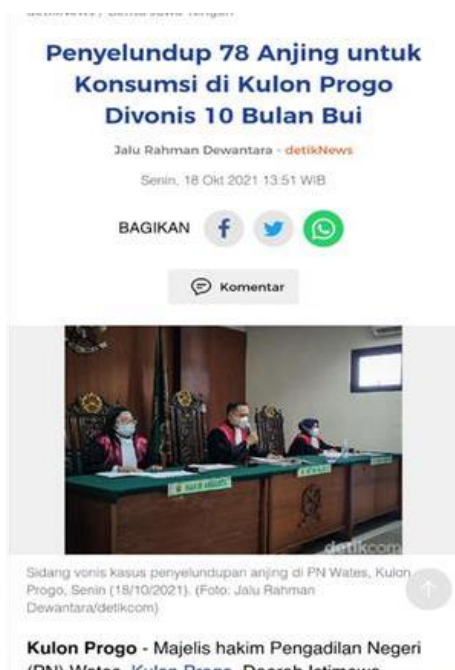 Penyelundup 78 Anjing untuk
Konsumsi di Kulon Progo
Divonis 10 Bulan Bui
Jalu Rahman Dewantara - detikNews
Senin, 18 Okt 2021 13:51 WIB
BAGIKAN
Komentar
HAKIM ANGGOTA
detikcom
Sidang vonis kasus penyelundupan anjing di PN Wates, Kulon
Progo, Senin (18/10/2021). (Foto: Jalu Rahman
Dewantara/detikcom)
Kulon Progo - Majelis hakim Pengadilan Negeri
(PN) Wates, Kulon Progo, Daerah Istimewa